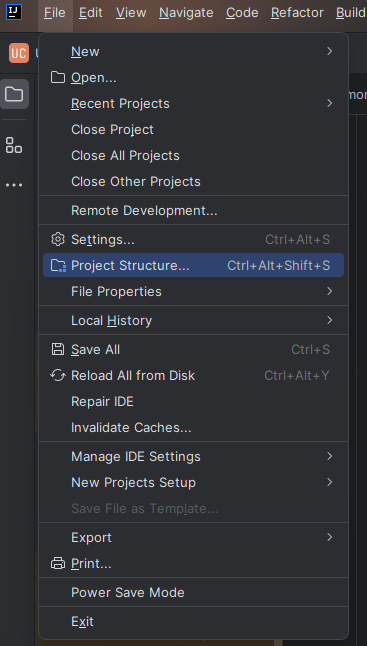 IJ File Edit View Navigate Code Refactor Build
UC
New
Open...
Recent Projects
Close Project
Close All Projects
Close Other Projects
Remote Development...
Settings... Ctrl+Alt+S
Project Structure... Ctrl+Alt+Shift+S
File Properties
Local History
Save All Ctrl+S
Reload All from Disk Ctrl+Alt+Y
Repair IDE
Invalidate Caches...
Manage IDE Settings
New Projects Setup
Save File as Template...
Export
Print...
Power Save Mode
Exit